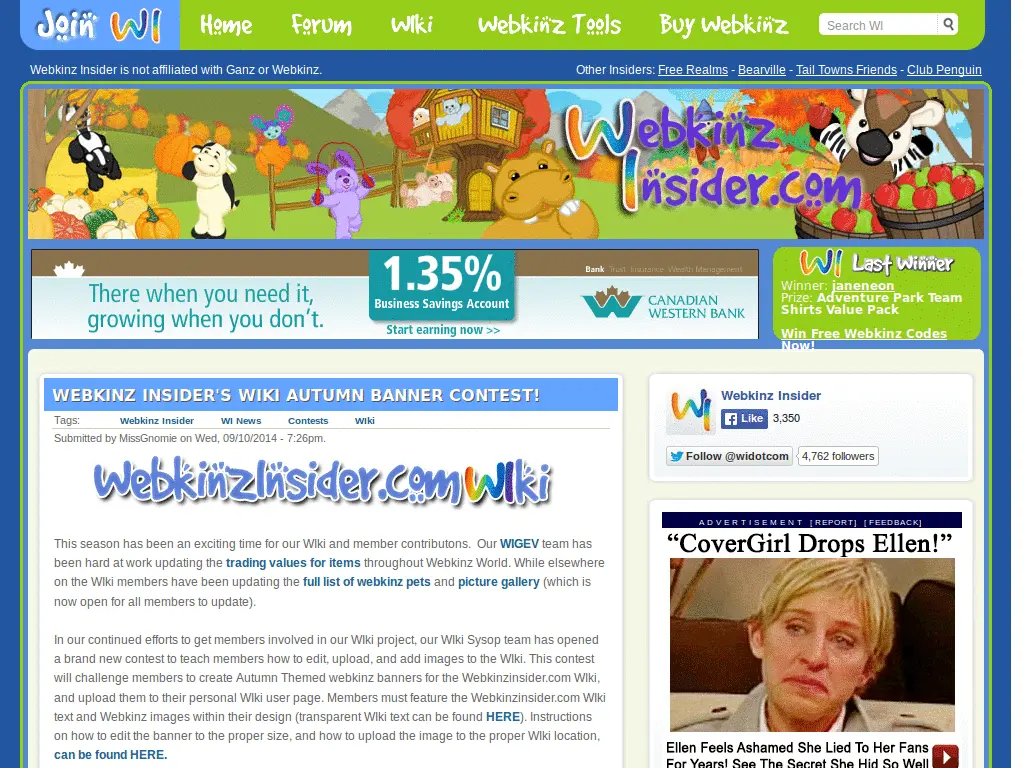 Join WI
Home
Forum
WIki
Webkinz Tools
Buy Webkinz
Search WI
Webkinz Insider is not affiliated with Ganz or Webkinz.
Other Insiders: Free Realms - Bearville - Tail Towns Friends - Club Penguin
Webkinz
Insider.com
There when you need it,
growing when you don't.
1.35%
Business Savings Account
Start earning now >>
Bank Trust Insurance Wealth Management
CANADIAN
WESTERN BANK
WI Last Winner
Winner: janeneon
Prize: Adventure Park Team
Shirts Value Pack
Win Free Webkinz Codes
Now!
WEBKINZ INSIDER'S WIKI AUTUMN BANNER CONTEST!
Tags: Webkinz Insider WI News Contests WIki
Submitted by MissGnomie on Wed, 09/10/2014 - 7:26pm.
WebkinzInsider.com WIki
This season has been an exciting time for our WIki and member contributons. Our WIGEV team has
been hard at work updating the trading values for items throughout Webkinz World. While elsewhere
on the WIki members have been updating the full list of webkinz pets and picture gallery (which is
now open for all members to update).
In our continued efforts to get members involved in our WIki project, our WIki Sysop team has opened
a brand new contest to teach members how to edit, upload, and add images to the WIki. This contest
will challenge members to create Autumn Themed webkinz banners for the Webkinzinsider.com WIki,
and upload them to their personal WIki user page. Members must feature the Webkinzinsider.com WIki
text and Webkinz images within their design (transparent WIki text can be found HERE). Instructions
on how to edit the banner to the proper size, and how to upload the image to the proper WIki location,
can be found HERE.
WI
Webkinz Insider
Like 3,350
Follow @widotcom 4,762 followers
ADVERTISEMENT [REPORT] [FEEDBACK]
“CoverGirl Drops Ellen!”
Ellen Feels Ashamed She Lied To Her Fans
For Years! See The Secret She Hid So Well